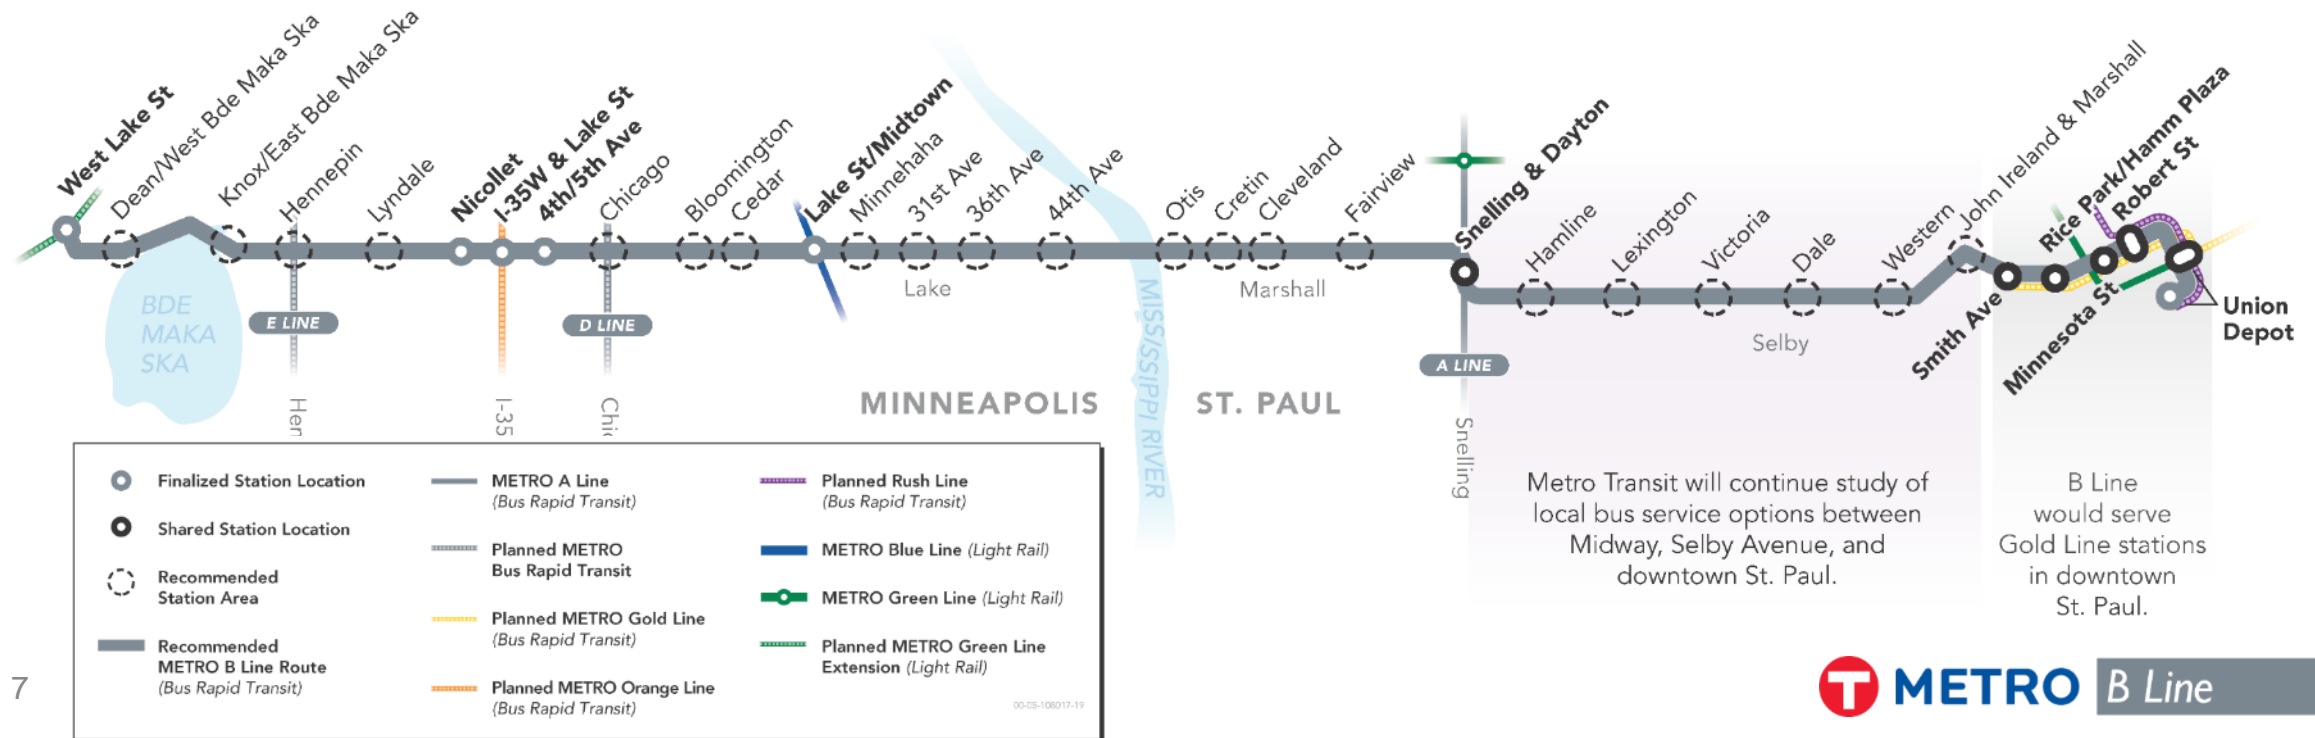 West Lake St
Dean/West Bde Maka Ska
Knox/East Bde Maka Ska
Hennepin
Lyndale
Nicollet
I-35W & Lake St
4th/5th Ave
Chicago
Bloomington
Cedar
Lake St/Midtown
Minnehaha
31st Ave
36th Ave
44th Ave
Otis
Cretin
Cleveland
Fairview
Snelling & Dayton
Hamline
Lexington
Victoria
Dale
Western
John Ireland & Marshall
Smith Ave
Rice Park/Hamm Plaza
Minnesota St
Robert St
Union
Depot
Lake
Marshall
Selby
BDE
MAKA
SKA
E LINE
D LINE
A LINE
MISSISSIPPI RIVER
MINNEAPOLIS
ST. PAUL
Hen
I-35
Chic
Snelling
Metro Transit will continue study of
local bus service options between
Midway, Selby Avenue, and
downtown St. Paul.
B Line
would serve
Gold Line stations
in downtown
St. Paul.
Finalized Station Location
Shared Station Location
Recommended
Station Area
Recommended
METRO B Line Route
(Bus Rapid Transit)
METRO A Line
(Bus Rapid Transit)
Planned METRO
Bus Rapid Transit
Planned METRO Gold Line
(Bus Rapid Transit)
Planned METRO Orange Line
(Bus Rapid Transit)
Planned Rush Line
(Bus Rapid Transit)
METRO Blue Line (Light Rail)
METRO Green Line (Light Rail)
Planned METRO Green Line
Extension (Light Rail)
00-05-108017-19
7
T METRO B Line